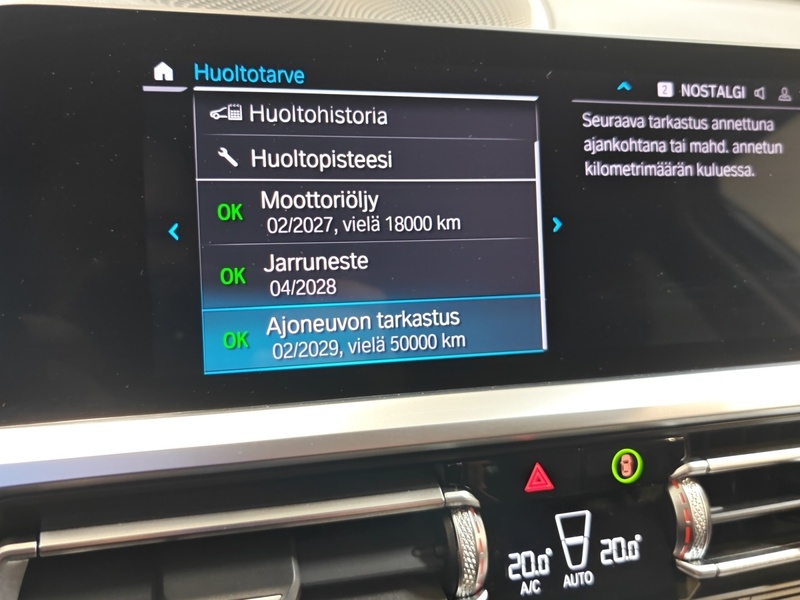 Huoltotarve
2 NOSTALGI
Huoltohistoria
Huoltopisteesi
OK Moottoriöljy
02/2027, vielä 18000 km
OK Jarruneste
04/2028
OK Ajoneuvon tarkastus
02/2029, vielä 50000 km
Seuraava tarkastus annettuna
ajankohtana tai mahd. annetun
kilometrimäärän kuluessa.
20.0° 20.0°
A/C AUTO